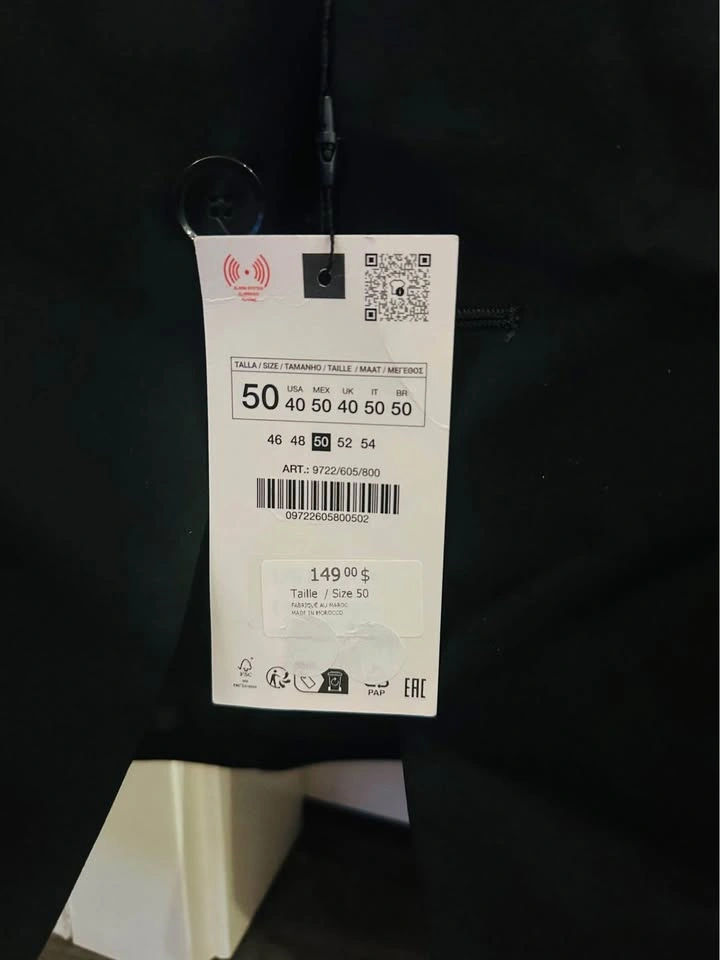 TALLA / SIZE / TAMANHO / TAILLE / MAAT / ΜΕΓΕΘΟΣ
50 USA 40 MEX 50 UK 40 IT 50 BR 50
46 48 50 52 54
ART.: 9722/605/800
09722605800502
149 00 $
Taille / Size 50
FABRIQUÉ AU MAROC
MADE IN MOROCCO
FSC
PAP
EAC